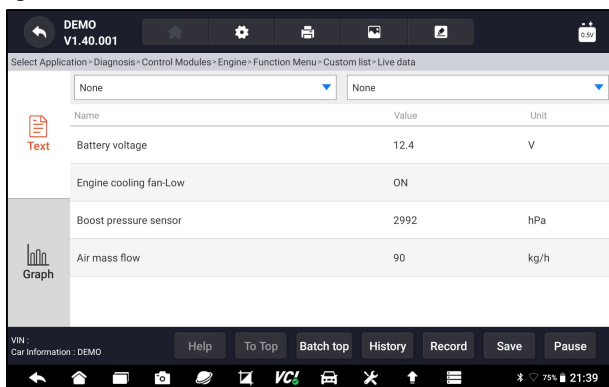 DEMO
V1.40.001
0.5V
Select Application > Diagnosis > Control Modules > Engine > Function Menu > Custom list > Live data
None None
Name Value Unit
Text
Battery voltage 12.4 V
Engine cooling fan-Low ON
Boost pressure sensor 2992 hPa
Graph
Air mass flow 90 kg/h
VIN :
Car Information : DEMO
Help To Top Batch top History Record Save Pause
VC! 75% 21:39